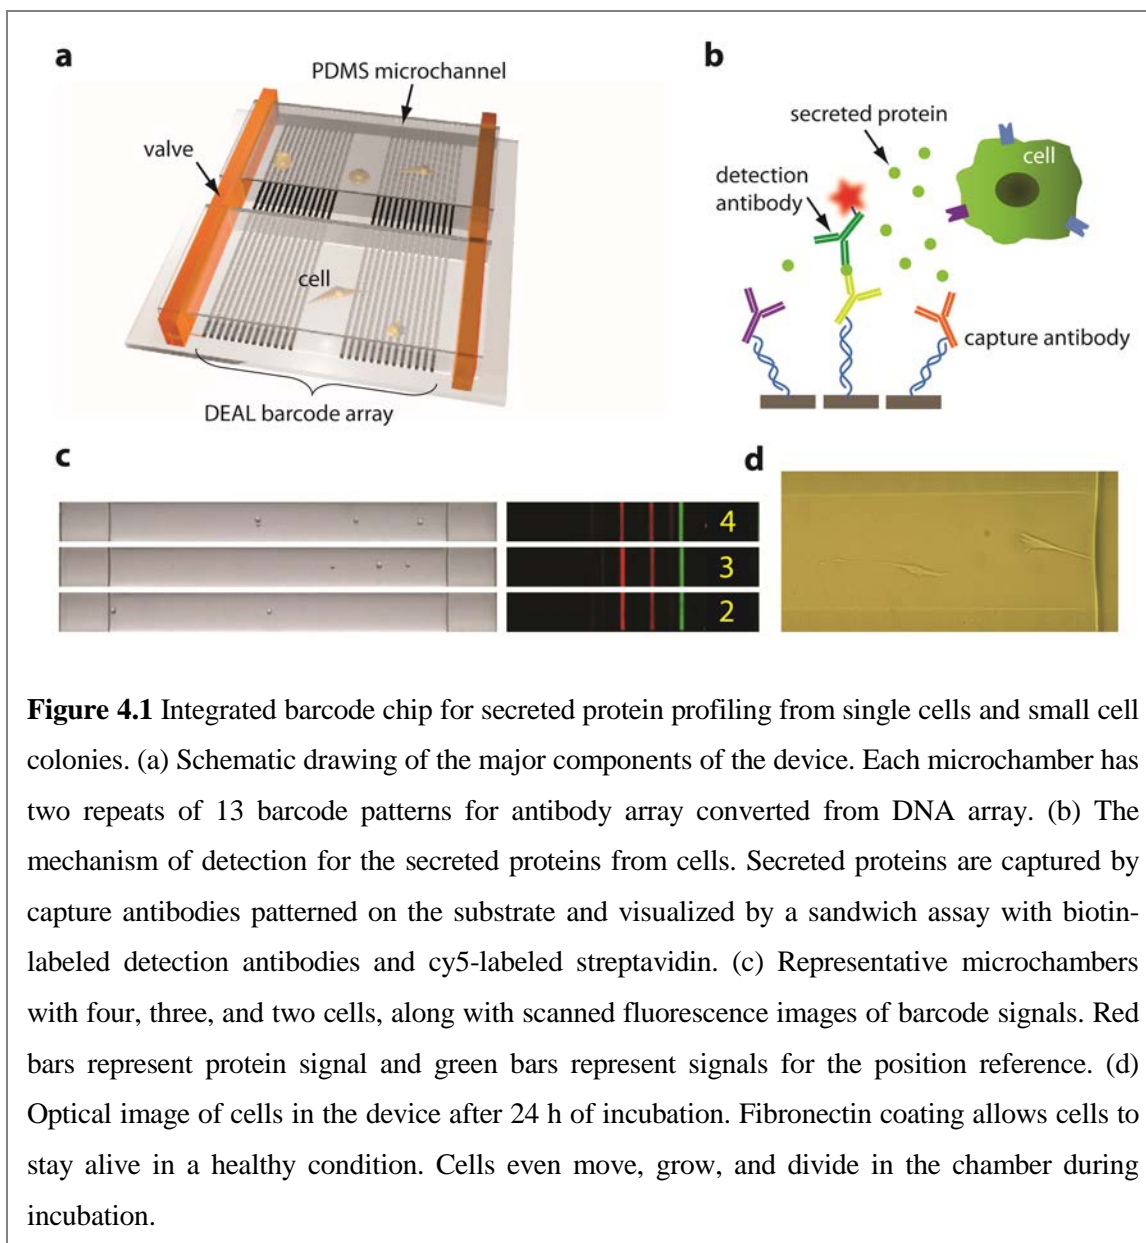 a
PDMS microchannel
valve
cell
DEAL barcode array
b
secreted protein
cell
detection
antibody
capture antibody
c
4
3
2
d
Figure 4.1 Integrated barcode chip for secreted protein profiling from single cells and small cell
colonies. (a) Schematic drawing of the major components of the device. Each microchamber has
two repeats of 13 barcode patterns for antibody array converted from DNA array. (b) The
mechanism of detection for the secreted proteins from cells. Secreted proteins are captured by
capture antibodies patterned on the substrate and visualized by a sandwich assay with biotin-
labeled detection antibodies and cy5-labeled streptavidin. (c) Representative microchambers
with four, three, and two cells, along with scanned fluorescence images of barcode signals. Red
bars represent protein signal and green bars represent signals for the position reference. (d)
Optical image of cells in the device after 24 h of incubation. Fibronectin coating allows cells to
stay alive in a healthy condition. Cells even move, grow, and divide in the chamber during
incubation.